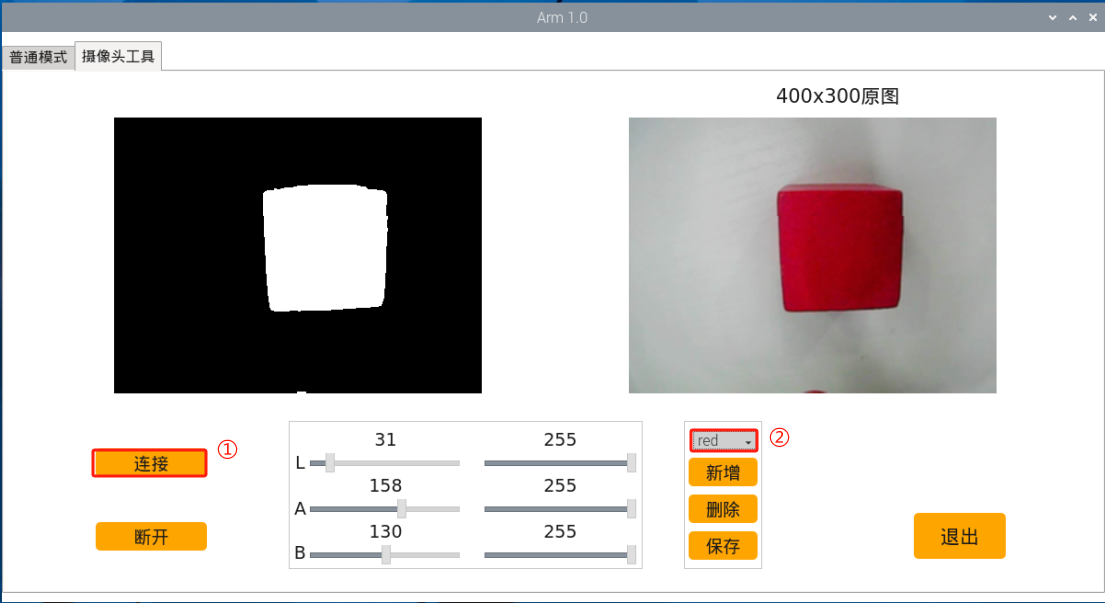 Arm 1.0
普通模式 摄像头工具
400x300原图
连接
①
断开
31 255
L
158 255
A
130 255
B
red
②
新增
删除
保存
退出